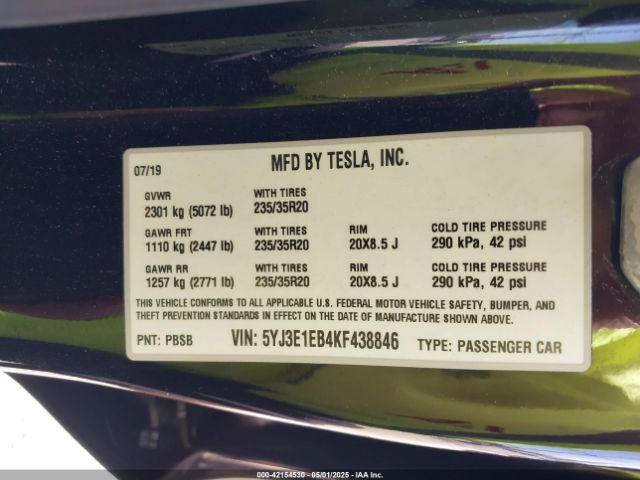 MFD BY TESLA, INC.
07/19
GVWR WITH TIRES
2301 kg (5072 lb) 235/35R20
GAWR FRT WITH TIRES RIM COLD TIRE PRESSURE
1110 kg (2447 lb) 235/35R20 20X8.5 J 290 kPa, 42 psi
GAWR RR WITH TIRES RIM COLD TIRE PRESSURE
1257 kg (2771 lb) 235/35R20 20X8.5 J 290 kPa, 42 psi
THIS VEHICLE CONFORMS TO ALL APPLICABLE U.S. FEDERAL MOTOR VEHICLE SAFETY, BUMPER, AND
THEFT PREVENTION STANDARDS IN EFFECT ON THE DATE OF MANUFACTURE SHOWN ABOVE.
PNT: PBSB VIN: 5YJ3E1EB4KF438846 TYPE: PASSENGER CAR
000-42154530 - 05/01/2025 - IAA Inc.